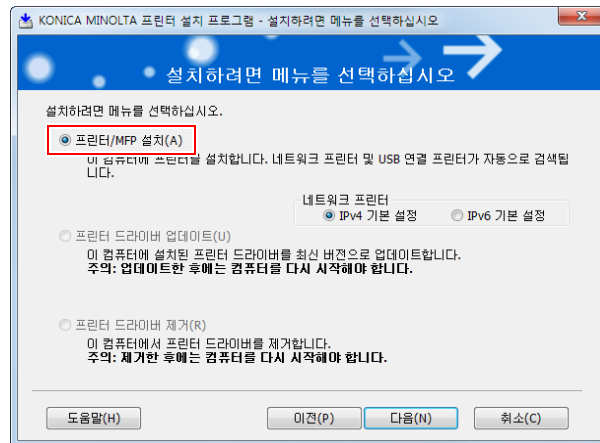 KONICA MINOLTA 프린터 설치 프로그램 - 설치하려면 메뉴를 선택하십시오
설치하려면 메뉴를 선택하십시오
설치하려면 메뉴를 선택하십시오.
프린터/MFP 설치(A)
이 컴퓨터에 프린터를 설치합니다. 네트워크 프린터 및 USB 연결 프린터가 자동으로 검색됩
니다.
네트워크 프린터
IPv4 기본 설정 IPv6 기본 설정
프린터 드라이버 업데이트(U)
이 컴퓨터에 설치된 프린터 드라이버를 최신 버전으로 업데이트합니다.
주의: 업데이트한 후에는 컴퓨터를 다시 시작해야 합니다.
프린터 드라이버 제거(R)
이 컴퓨터에서 프린터 드라이버를 제거합니다.
주의: 제거한 후에는 컴퓨터를 다시 시작해야 합니다.
도움말(H) 이전(P) 다음(N) 취소(C)